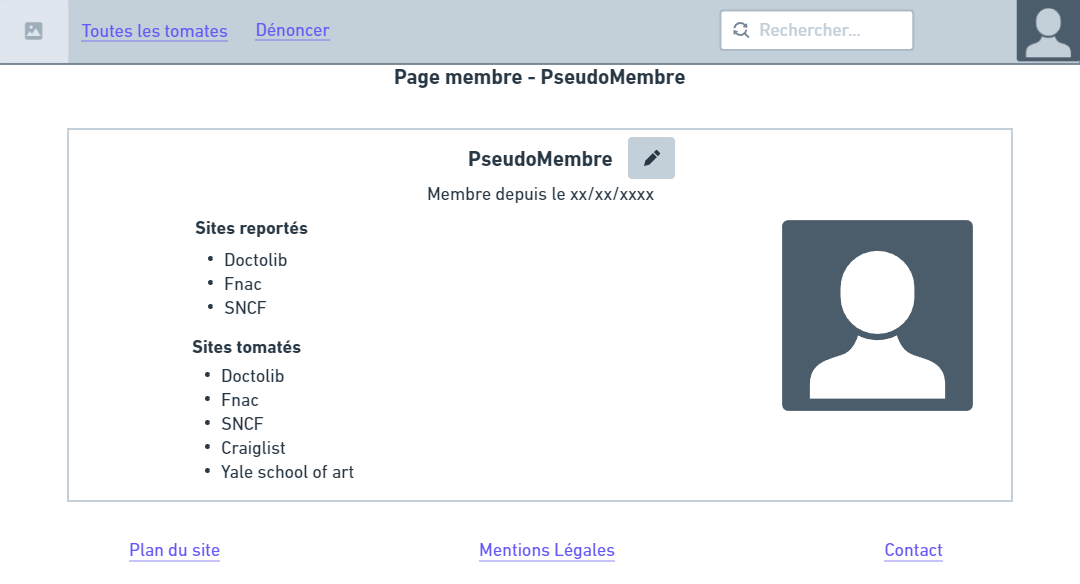 Toutes les tomates
Dénoncer
Rechercher...
Page membre - PseudoMembre
PseudoMembre
Membre depuis le xx/xx/xxxx
Sites reportés
• Doctolib
• Fnac
• SNCF
Sites tomatés
• Doctolib
• Fnac
• SNCF
• Craiglist
• Yale school of art
Plan du site
Mentions Légales
Contact